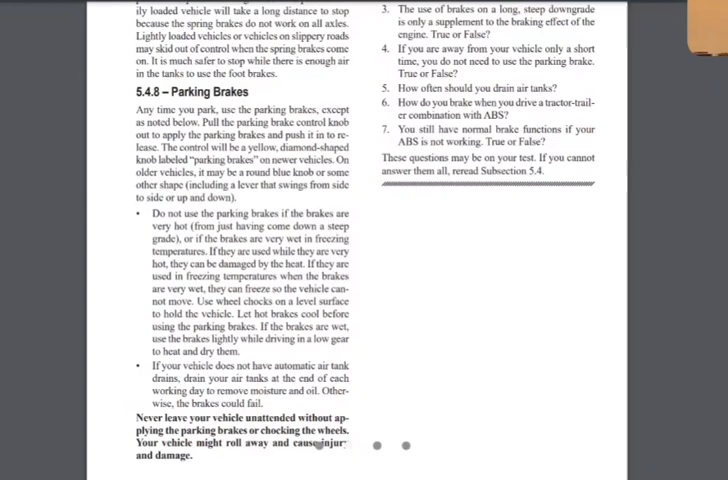 ily loaded vehicle will take a long distance to stop
because the spring brakes do not work on all axles.
Lightly loaded vehicles or vehicles on slippery roads
may skid out of control when the spring brakes come
on. It is much safer to stop while there is enough air
in the tanks to use the foot brakes.
5.4.8 – Parking Brakes
Any time you park, use the parking brakes, except
as noted below. Pull the parking brake control knob
out to apply the parking brakes and push it in to re-
lease. The control will be a yellow, diamond-shaped
knob labeled "parking brakes" on newer vehicles. On
older vehicles, it may be a round blue knob or some
other shape (including a lever that swings from side
to side or up and down).
• Do not use the parking brakes if the brakes are
very hot (from just having come down a steep
grade), or if the brakes are very wet in freezing
temperatures. If they are used while they are very
hot, they can be damaged by the heat. If they are
used in freezing temperatures when the brakes
are very wet, they can freeze so the vehicle can-
not move. Use wheel chocks on a level surface
to hold the vehicle. Let hot brakes cool before
using the parking brakes. If the brakes are wet,
use the brakes lightly while driving in a low gear
to heat and dry them.
• If your vehicle does not have automatic air tank
drains, drain your air tanks at the end of each
working day to remove moisture and oil. Other-
wise, the brakes could fail.
Never leave your vehicle unattended without ap-
plying the parking brakes or chocking the wheels.
Your vehicle might roll away and cause injury
and damage.
3. The use of brakes on a long, steep downgrade
is only a supplement to the braking effect of the
engine. True or False?
4. If you are away from your vehicle only a short
time, you do not need to use the parking brake.
True or False?
5. How often should you drain air tanks?
6. How do you brake when you drive a tractor-trail-
er combination with ABS?
7. You still have normal brake functions if your
ABS is not working. True or False?
These questions may be on your test. If you cannot
answer them all, reread Subsection 5.4.